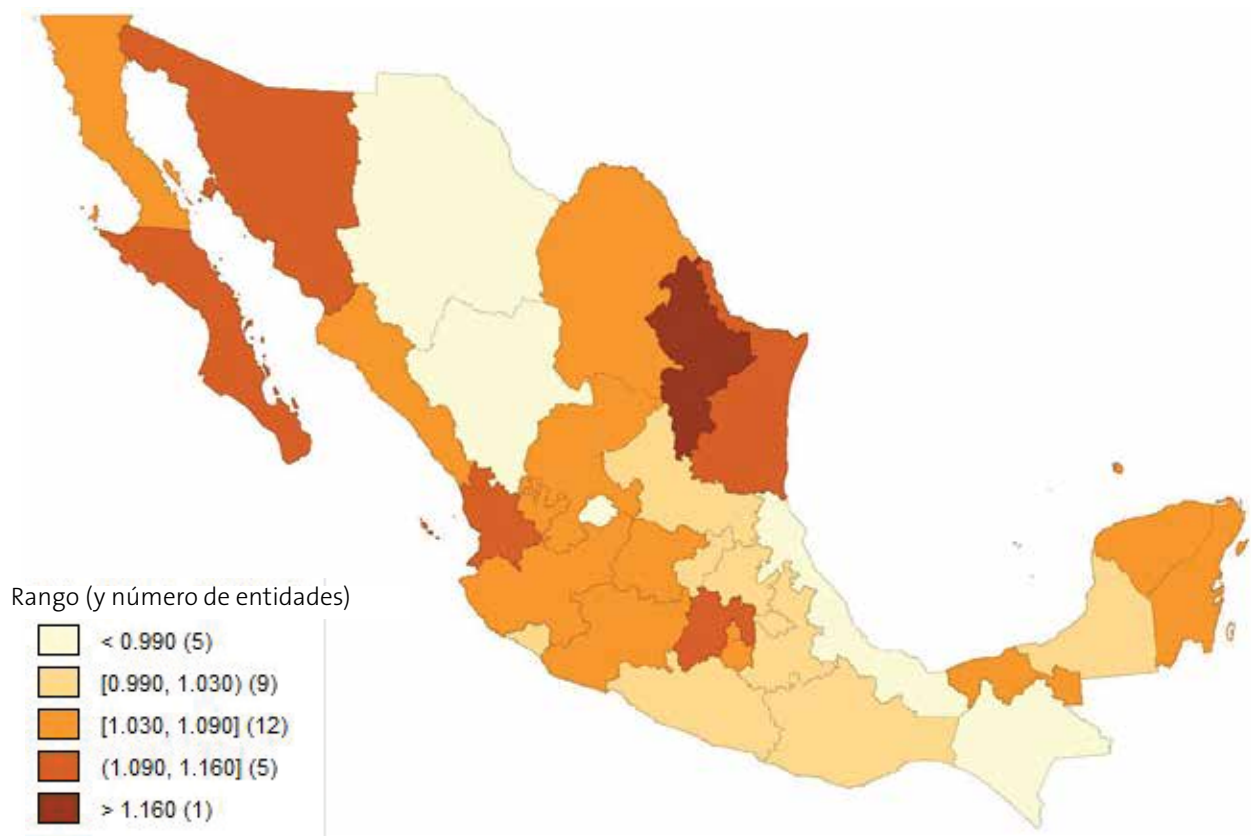 Rango (y número de entidades)
< 0.990 (5)
[0.990, 1.030) (9)
[1.030, 1.090] (12)
(1.090, 1.160] (5)
> 1.160 (1)